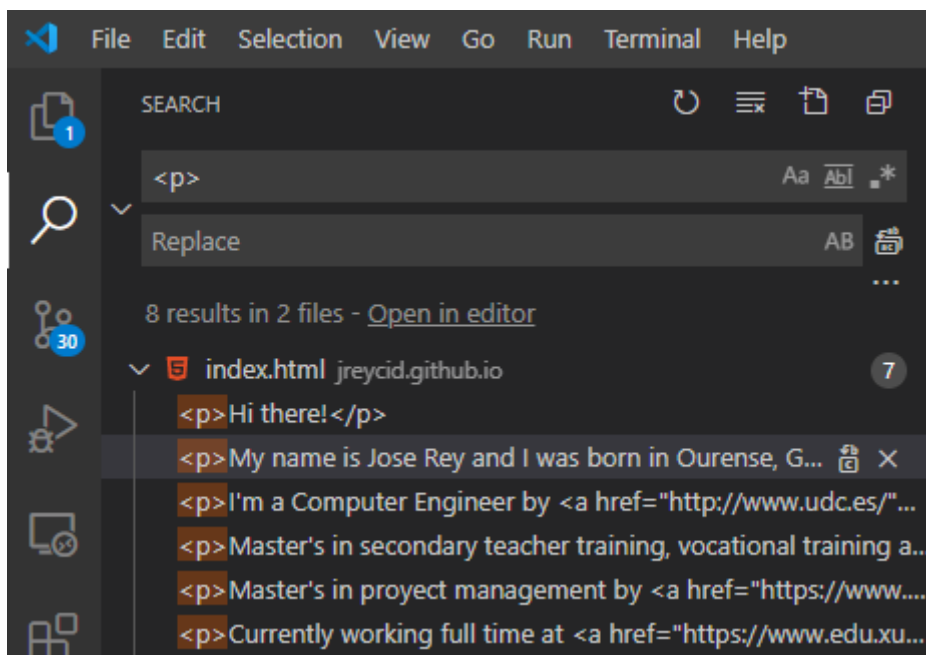 File Edit Selection View Go Run Terminal Help
SEARCH
1
<p> Aa Abl .*
Replace AB
...
8 results in 2 files - Open in editor
30
index.html jreycid.github.io 7
<p>Hi there!</p>
<p>My name is Jose Rey and I was born in Ourense, G...
<p>I'm a Computer Engineer by <a href="http://www.udc.es/"...
<p>Master's in secondary teacher training, vocational training a...
<p>Master's in proyect management by <a href="https://www....
<p>Currently working full time at <a href="https://www.edu.xu...